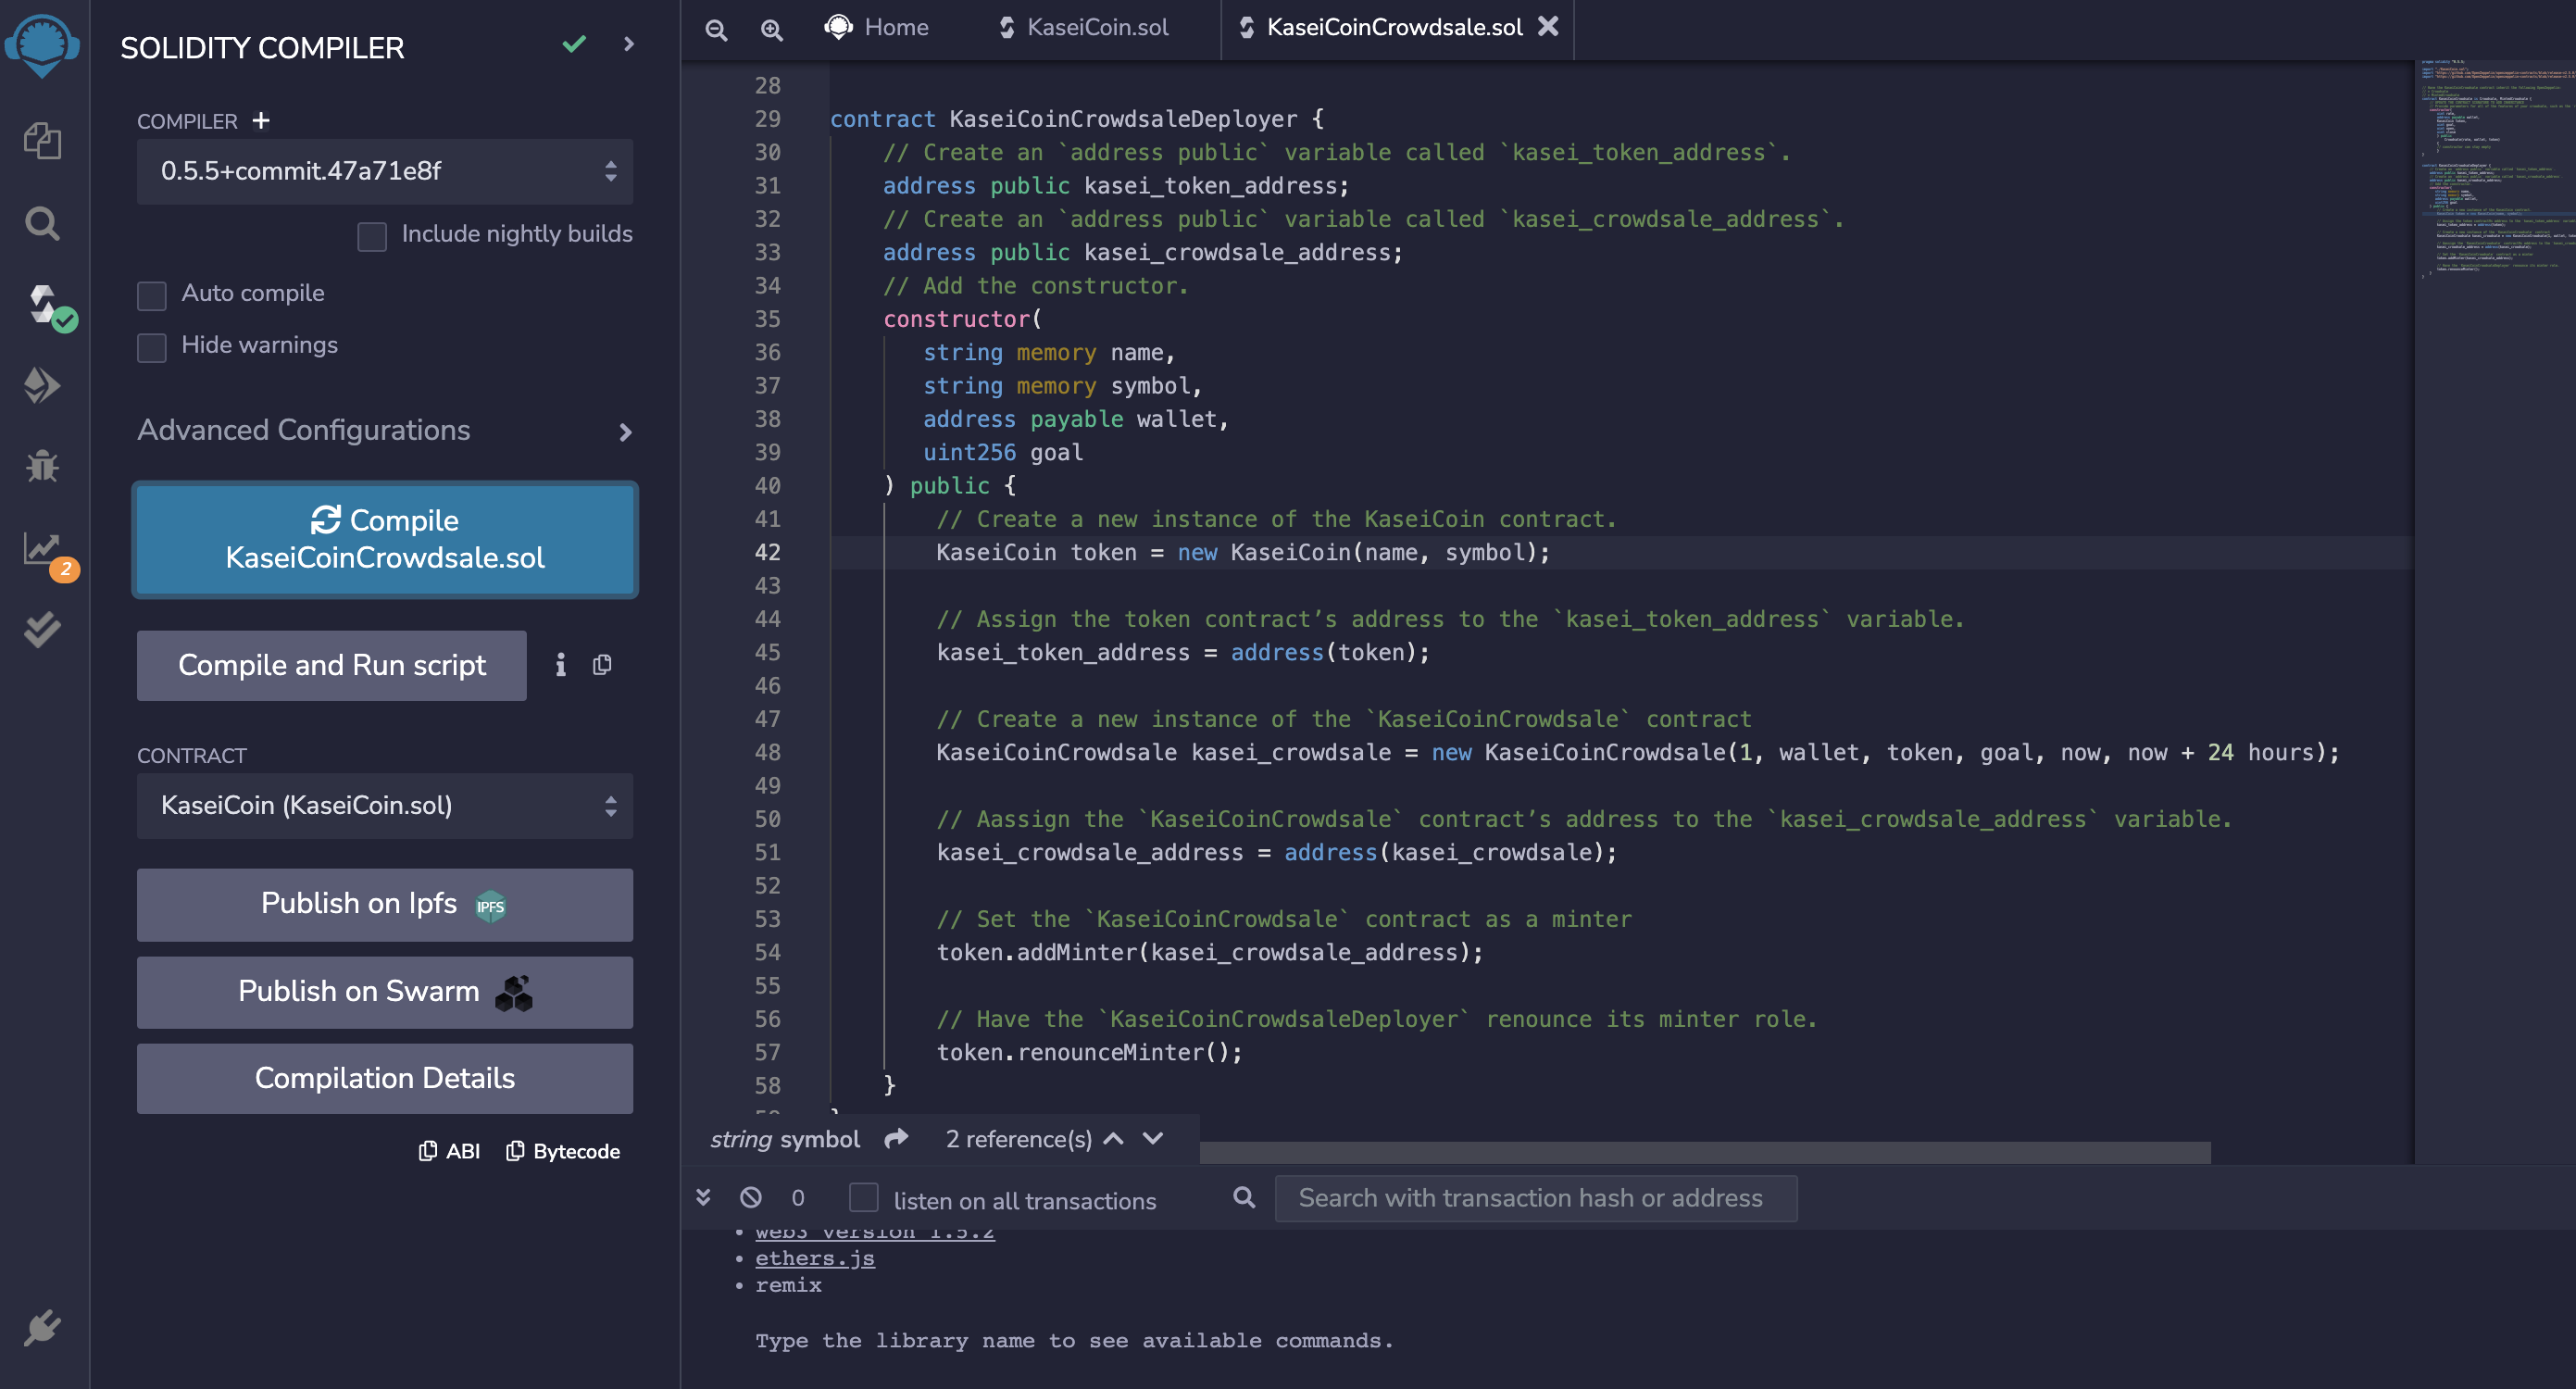 SOLIDITY COMPILER
COMPILER
0.5.5+commit.47a71e8f
Include nightly builds
Auto compile
Hide warnings
Advanced Configurations
Compile
KaseiCoinCrowdsale.sol
Compile and Run script
CONTRACT
KaseiCoin (KaseiCoin.sol)
Publish on Ipfs IPFS
Publish on Swarm
Compilation Details
ABI Bytecode
2
Home KaseiCoin.sol KaseiCoinCrowdsale.sol
28
29 contract KaseiCoinCrowdsaleDeployer {
30 // Create an `address public` variable called `kasei_token_address`.
31 address public kasei_token_address;
32 // Create an `address public` variable called `kasei_crowdsale_address`.
33 address public kasei_crowdsale_address;
34 // Add the constructor.
35 constructor(
36 string memory name,
37 string memory symbol,
38 address payable wallet,
39 uint256 goal
40 ) public {
41 // Create a new instance of the KaseiCoin contract.
42 KaseiCoin token = new KaseiCoin(name, symbol);
43
44 // Assign the token contract’s address to the `kasei_token_address` variable.
45 kasei_token_address = address(token);
46
47 // Create a new instance of the `KaseiCoinCrowdsale` contract
48 KaseiCoinCrowdsale kasei_crowdsale = new KaseiCoinCrowdsale(1, wallet, token, goal, now, now + 24 hours);
49
50 // Aassign the `KaseiCoinCrowdsale` contract’s address to the `kasei_crowdsale_address` variable.
51 kasei_crowdsale_address = address(kasei_crowdsale);
52
53 // Set the `KaseiCoinCrowdsale` contract as a minter
54 token.addMinter(kasei_crowdsale_address);
55
56 // Have the `KaseiCoinCrowdsaleDeployer` renounce its minter role.
57 token.renounceMinter();
58 }
string symbol 2 reference(s)
0 listen on all transactions Search with transaction hash or address
web3 version 1.5.2
ethers.js
remix
Type the library name to see available commands.